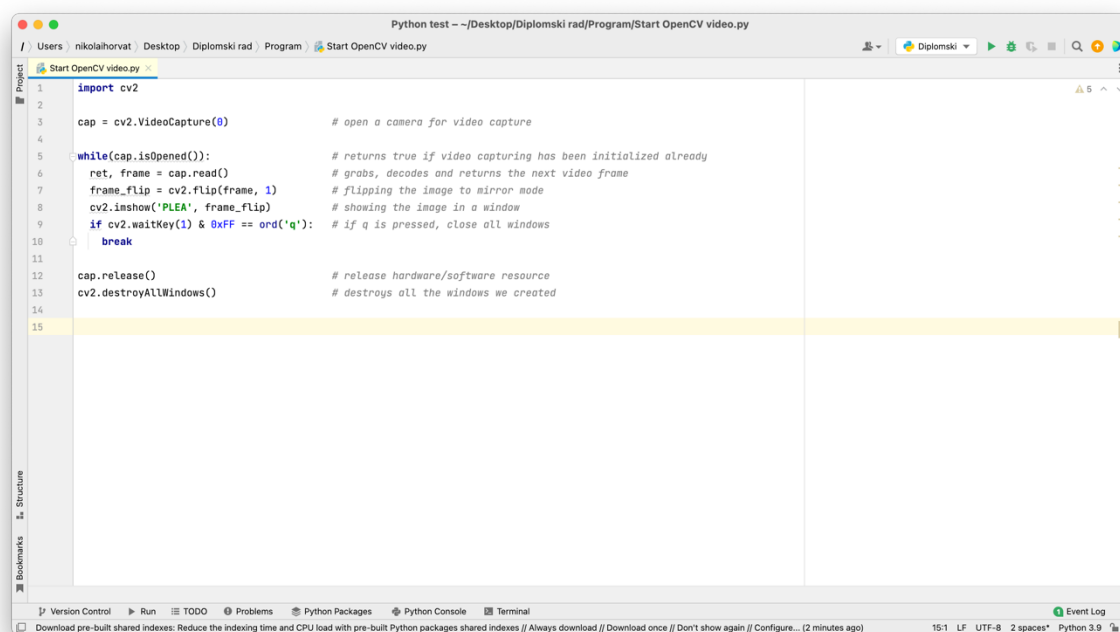 Python test – ~/Desktop/Diplomski rad/Program/Start OpenCV video.py
/ Users nikolaihorvat Desktop Diplomski rad Program Start OpenCV video.py
Diplomski
Project
Start OpenCV video.py
5
1 import cv2
2
3 cap = cv2.VideoCapture(0) # open a camera for video capture
4
5 while(cap.isOpened()): # returns true if video capturing has been initialized already
6 ret, frame = cap.read() # grabs, decodes and returns the next video frame
7 frame_flip = cv2.flip(frame, 1) # flipping the image to mirror mode
8 cv2.imshow('PLEA', frame_flip) # showing the image in a window
9 if cv2.waitKey(1) & 0xFF == ord('q'): # if q is pressed, close all windows
10 break
11
12 cap.release() # release hardware/software resource
13 cv2.destroyAllWindows() # destroys all the windows we created
14
15
Structure
Bookmarks
Version Control Run TODO Problems Python Packages Python Console Terminal 1 Event Log
Download pre-built shared indexes: Reduce the indexing time and CPU load with pre-built Python packages shared indexes // Always download // Download once // Don't show again // Configure... (2 minutes ago) 15:1 LF UTF-8 2 spaces* Python 3.9